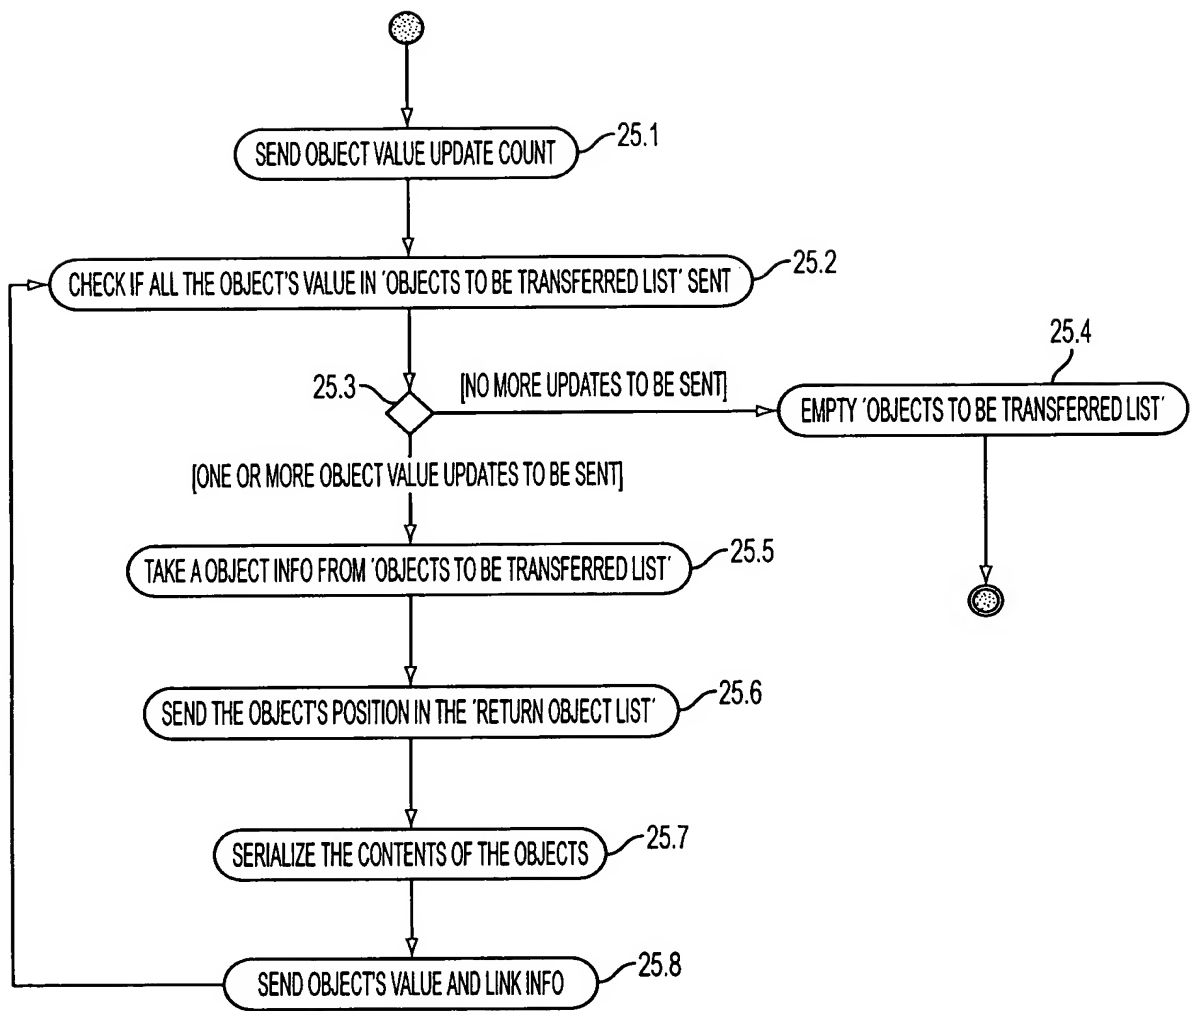 SEND OBJECT VALUE UPDATE COUNT
25.1
CHECK IF ALL THE OBJECT'S VALUE IN 'OBJECTS TO BE TRANSFERRED LIST' SENT
25.2
25.3
[NO MORE UPDATES TO BE SENT]
25.4
EMPTY 'OBJECTS TO BE TRANSFERRED LIST'
[ONE OR MORE OBJECT VALUE UPDATES TO BE SENT]
TAKE A OBJECT INFO FROM 'OBJECTS TO BE TRANSFERRED LIST'
25.5
SEND THE OBJECT'S POSITION IN THE 'RETURN OBJECT LIST'
25.6
SERIALIZE THE CONTENTS OF THE OBJECTS
25.7
SEND OBJECT'S VALUE AND LINK INFO
25.8